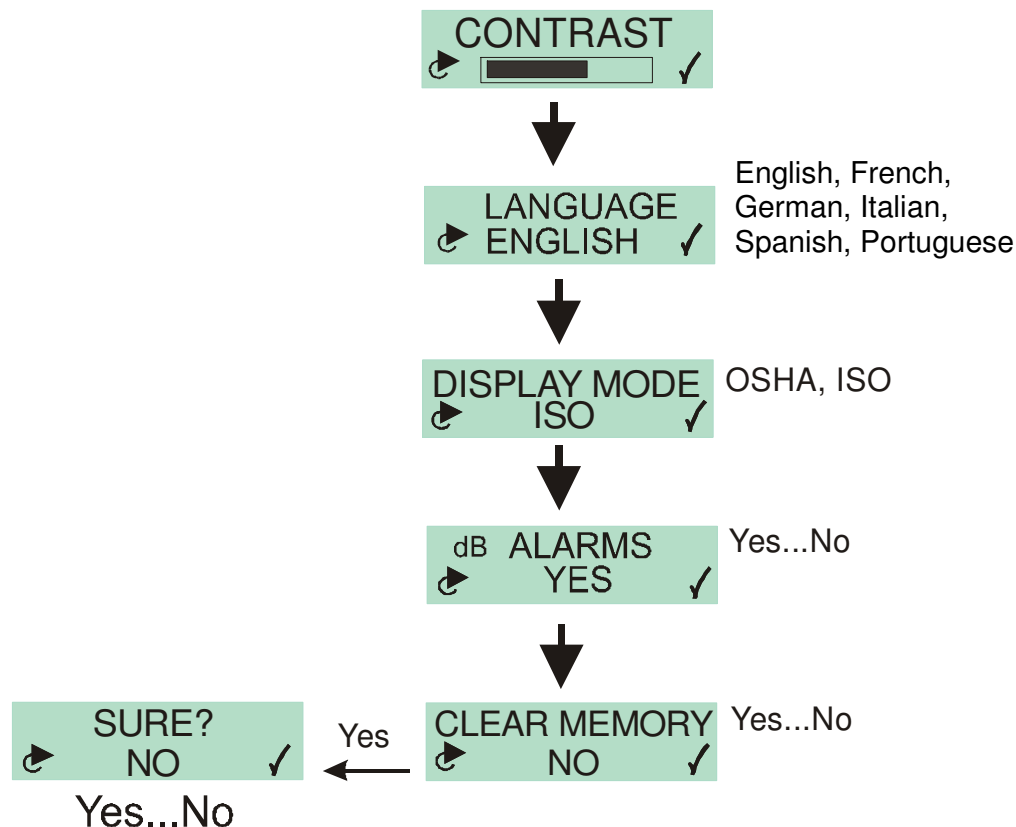 CONTRAST
LANGUAGE
ENGLISH
English, French,
German, Italian,
Spanish, Portuguese
DISPLAY MODE
ISO
OSHA, ISO
dB ALARMS
YES
Yes...No
CLEAR MEMORY
NO
Yes...No
Yes
SURE?
NO
Yes...No